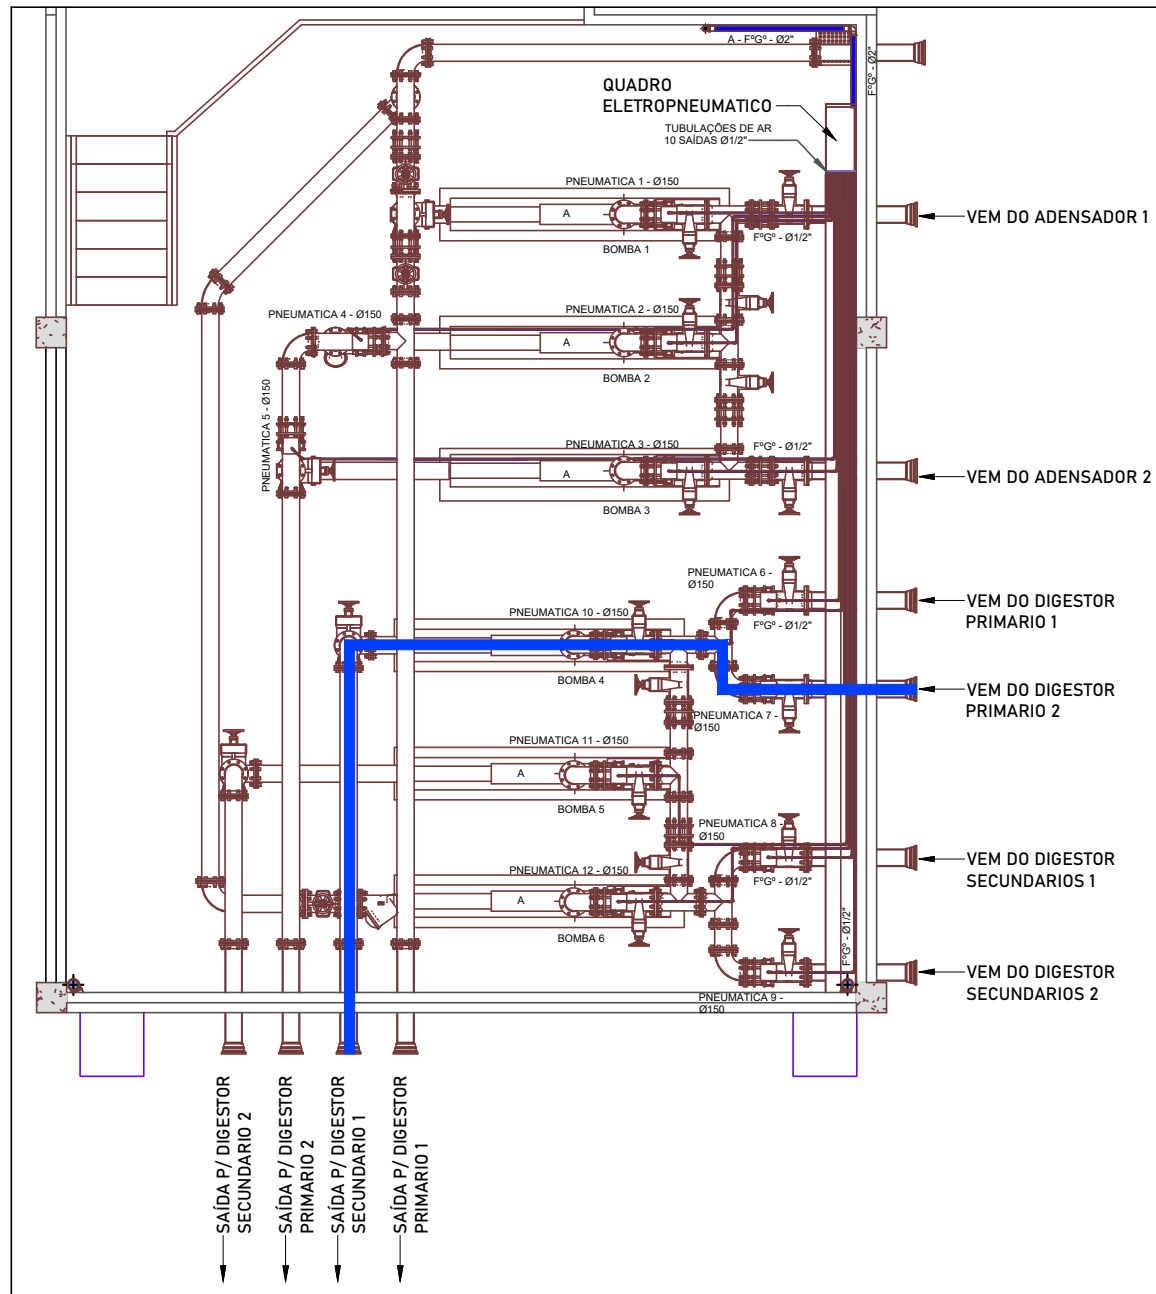 A - FºGº - Ø2"
FºGº - Ø2"
QUADRO
ELETROPNEUMATICO
TUBULAÇÕES DE AR
10 SAÍDAS Ø1/2"
PNEUMATICA 1 - Ø150
A
FºGº - Ø1/2"
BOMBA 1
VEM DO ADENSADOR 1
PNEUMATICA 2 - Ø150
PNEUMATICA 4 - Ø150
A
BOMBA 2
PNEUMATICA 5 - Ø150
PNEUMATICA 3 - Ø150
FºGº - Ø1/2"
A
BOMBA 3
VEM DO ADENSADOR 2
PNEUMATICA 6 -
Ø150
PNEUMATICA 10 - Ø150
FºGº - Ø1/2"
VEM DO DIGESTOR
PRIMARIO 1
BOMBA 4
VEM DO DIGESTOR
PRIMARIO 2
PNEUMATICA 7 -
Ø150
PNEUMATICA 11 - Ø150
A
BOMBA 5
PNEUMATICA 8 -
Ø150
PNEUMATICA 12 - Ø150
FºGº - Ø1/2"
VEM DO DIGESTOR
SECUNDARIOS 1
A
BOMBA 6
FºGº - Ø1/2"
VEM DO DIGESTOR
SECUNDARIOS 2
PNEUMATICA 9 -
Ø150
SAÍDA P/ DIGESTOR
SECUNDARIO 2
SAÍDA P/ DIGESTOR
PRIMARIO 2
SAÍDA P/ DIGESTOR
SECUNDARIO 1
SAÍDA P/ DIGESTOR
PRIMARIO 1